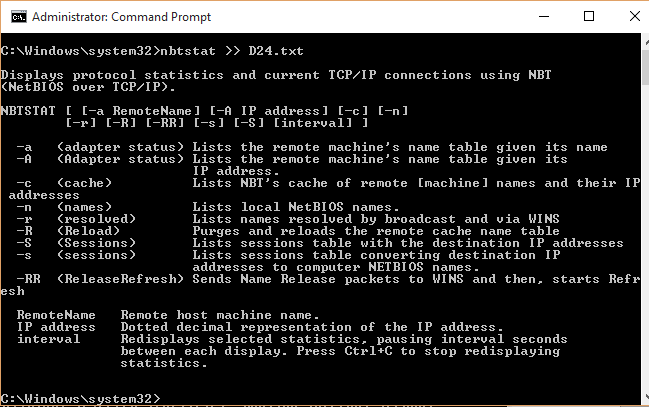 Administrator: Command Prompt
C:\Windows\system32>nbtstat >> D24.txt
Displays protocol statistics and current TCP/IP connections using NBT
(NetBIOS over TCP/IP).
NBTSTAT [ [-a RemoteName] [-A IP address] [-c] [-n]
[-r] [-R] [-RR] [-s] [-S] [interval] ]
-a (adapter status) Lists the remote machine's name table given its name
-A (Adapter status) Lists the remote machine's name table given its
IP address.
-c (cache) Lists NBT's cache of remote [machine] names and their IP
addresses
-n (names) Lists local NetBIOS names.
-r (resolved) Lists names resolved by broadcast and via WINS
-R (Reload) Purges and reloads the remote cache name table
-S (Sessions) Lists sessions table with the destination IP addresses
-s (sessions) Lists sessions table converting destination IP
addresses to computer NETBIOS names.
-RR (ReleaseRefresh) Sends Name Release packets to WINS and then, starts Refr
esh
RemoteName Remote host machine name.
IP address Dotted decimal representation of the IP address.
interval Redisplays selected statistics, pausing interval seconds
between each display. Press Ctrl+C to stop redisplaying
statistics.
C:\Windows\system32>